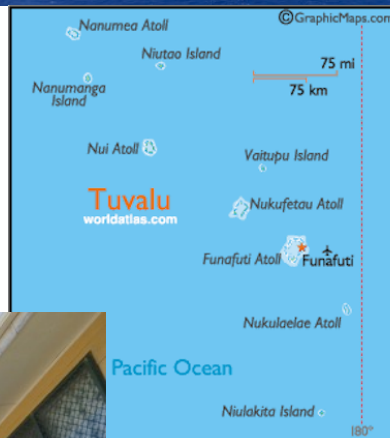 ©GraphicMaps.com
Nanumea Atoll
Niutao Island
75 mi
75 km
Nanumanga
Island
Nui Atoll
Vaitupu Island
Tuvalu
worldatlas.com
Nukufetau Atoll
Funafuti Atoll
Funafuti
Nukulaelae Atoll
Pacific Ocean
Niulakita Island
180°